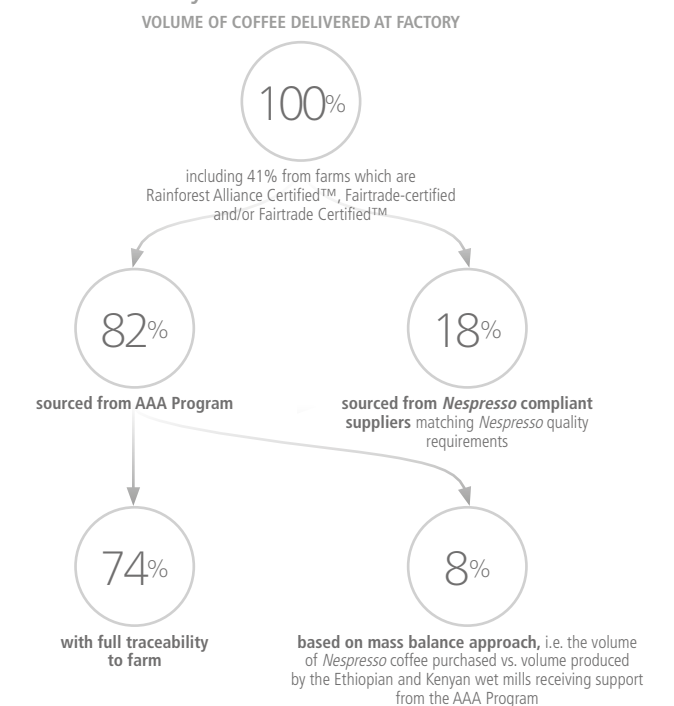 VOLUME OF COFFEE DELIVERED AT FACTORY
100%
including 41% from farms which are
Rainforest Alliance Certified™, Fairtrade-certified
and/or Fairtrade Certified™
82%
sourced from AAA Program
18%
sourced from Nespresso compliant
suppliers matching Nespresso quality
requirements
74%
with full traceability
to farm
8%
based on mass balance approach, i.e. the volume
of Nespresso coffee purchased vs. volume produced
by the Ethiopian and Kenyan wet mills receiving support
from the AAA Program